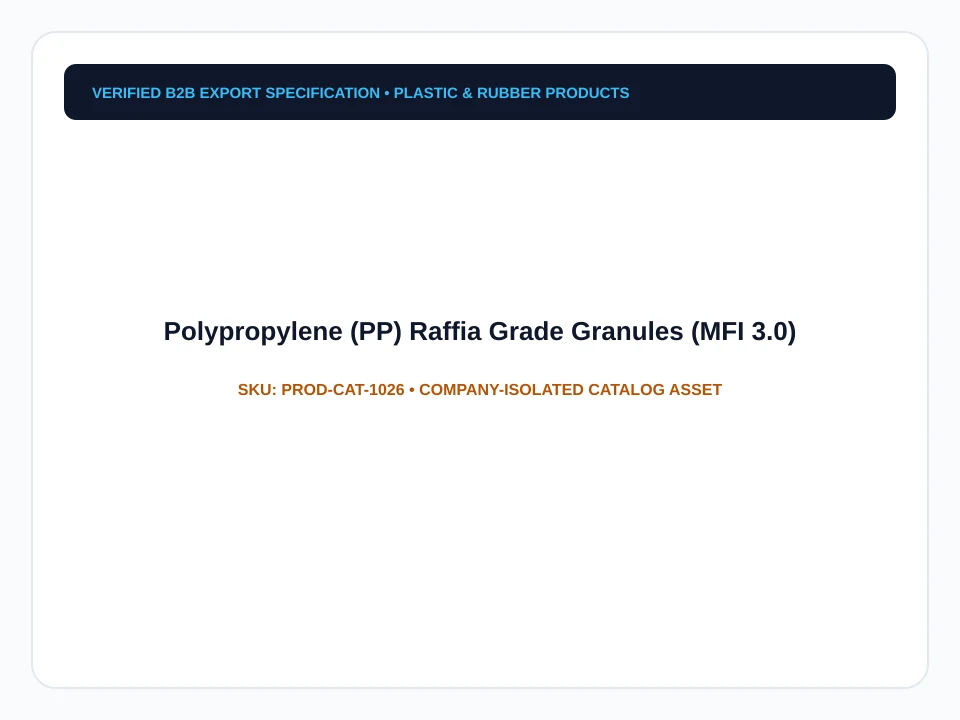 VERIFIED B2B EXPORT SPECIFICATION • PLASTIC & RUBBER PRODUCTS
Polypropylene (PP) Raffia Grade Granules (MFI 3.0)
SKU: PROD-CAT-1026 • COMPANY-ISOLATED CATALOG ASSET